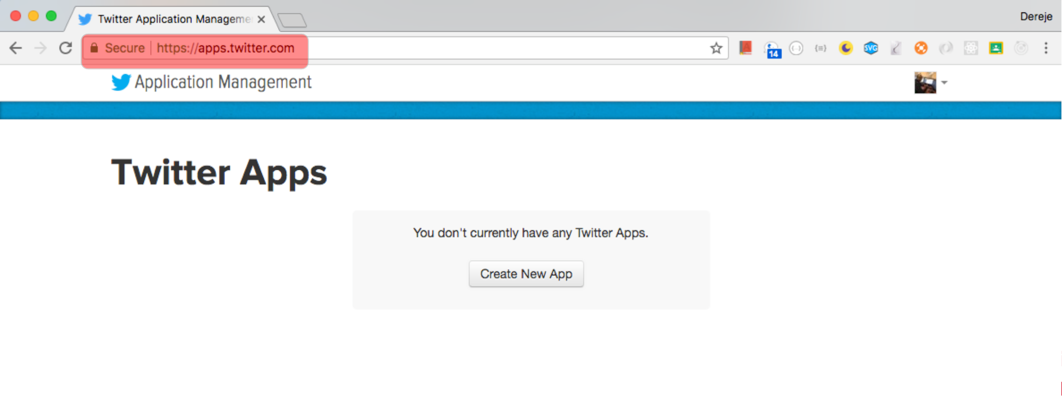 Twitter Application Manageme
Dereje
Secure | https://apps.twitter.com
14
SVG
Application Management
Twitter Apps
You don't currently have any Twitter Apps.
Create New App